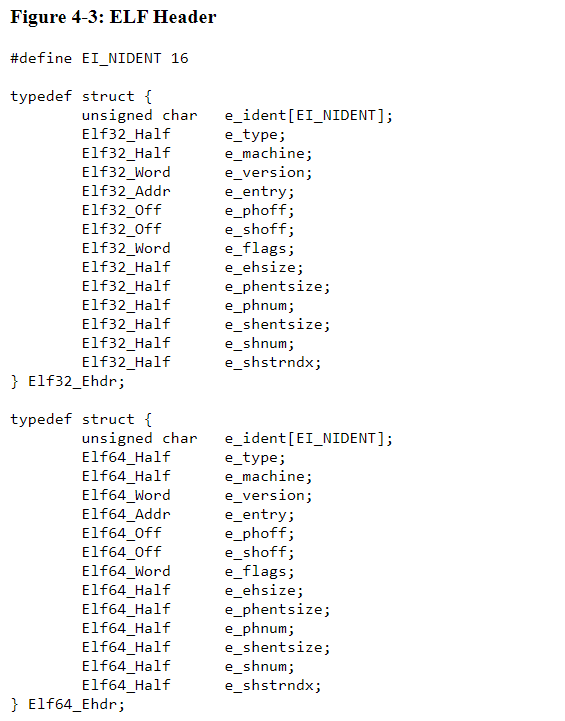 Figure 4-3: ELF Header
#define EI_NIDENT 16
typedef struct {
unsigned char e_ident[EI_NIDENT];
Elf32_Half e_type;
Elf32_Half e_machine;
Elf32_Word e_version;
Elf32_Addr e_entry;
Elf32_Off e_phoff;
Elf32_Off e_shoff;
Elf32_Word e_flags;
Elf32_Half e_ehsize;
Elf32_Half e_phentsize;
Elf32_Half e_phnum;
Elf32_Half e_shentsize;
Elf32_Half e_shnum;
Elf32_Half e_shstrndx;
} Elf32_Ehdr;
typedef struct {
unsigned char e_ident[EI_NIDENT];
Elf64_Half e_type;
Elf64_Half e_machine;
Elf64_Word e_version;
Elf64_Addr e_entry;
Elf64_Off e_phoff;
Elf64_Off e_shoff;
Elf64_Word e_flags;
Elf64_Half e_ehsize;
Elf64_Half e_phentsize;
Elf64_Half e_phnum;
Elf64_Half e_shentsize;
Elf64_Half e_shnum;
Elf64_Half e_shstrndx;
} Elf64_Ehdr;